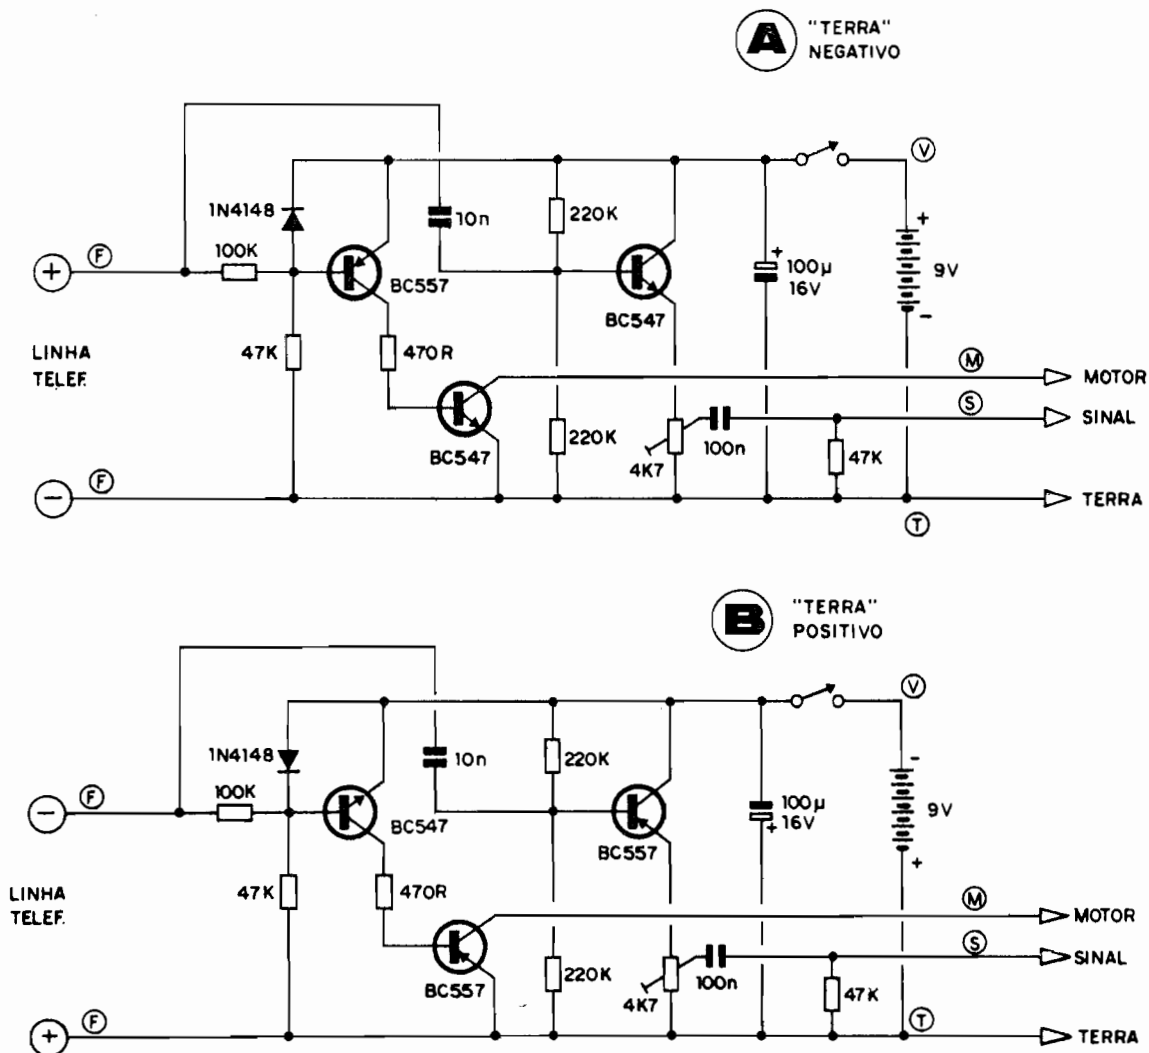 A "TERRA"
NEGATIVO
V
1N4148
10n
220K
+
F
100K
+
BC557
+
100µ
16V
9V
BC547
-
LINHA
TELEF.
47K
470R
M
MOTOR
S
SINAL
BC547
220K
4K7
100n
47K
F
-
TERRA
T
B "TERRA"
POSITIVO
V
1N4148
10n
220K
-
F
100K
-
BC547
100µ
+ 16V
9V
BC557
+
LINHA
TELEF.
47K
470R
M
MOTOR
S
SINAL
BC557
220K
4K7
100n
47K
F
+
T
TERRA